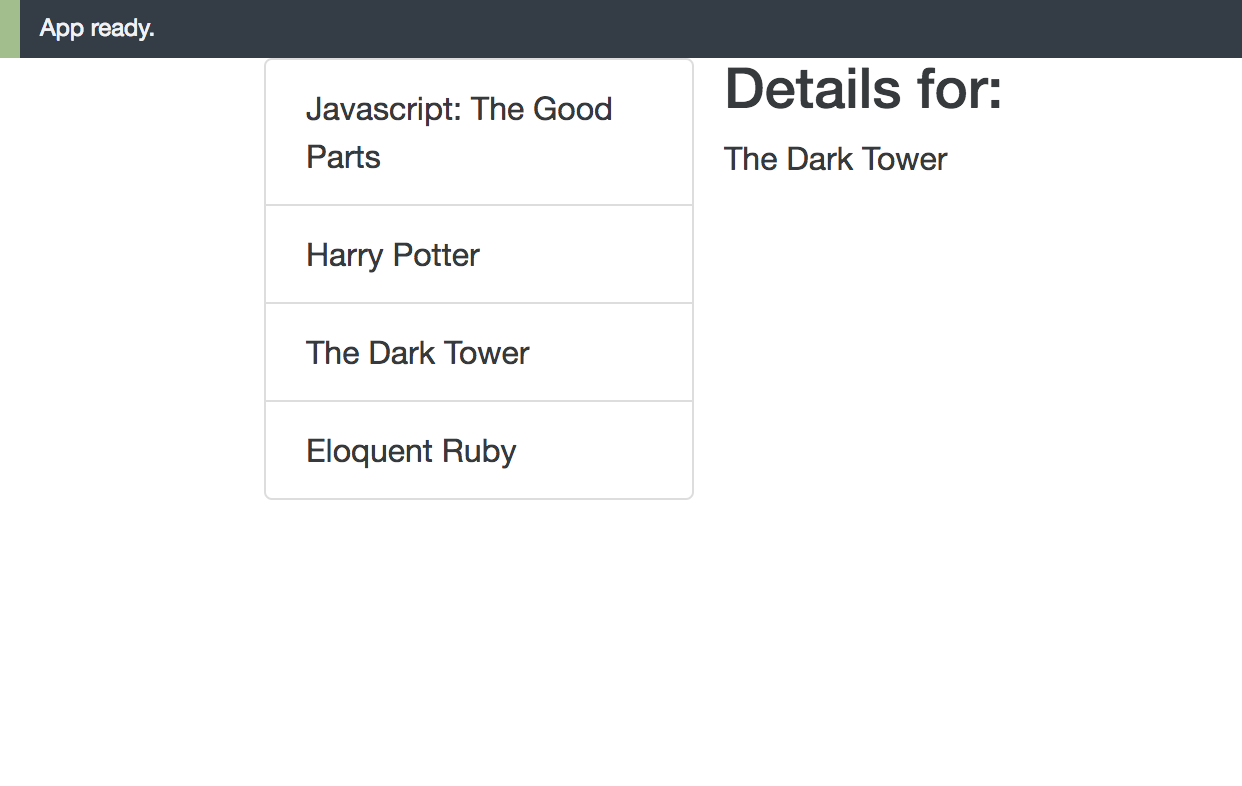 App ready.
Javascript: The Good
Parts
Harry Potter
The Dark Tower
Eloquent Ruby
Details for:
The Dark Tower